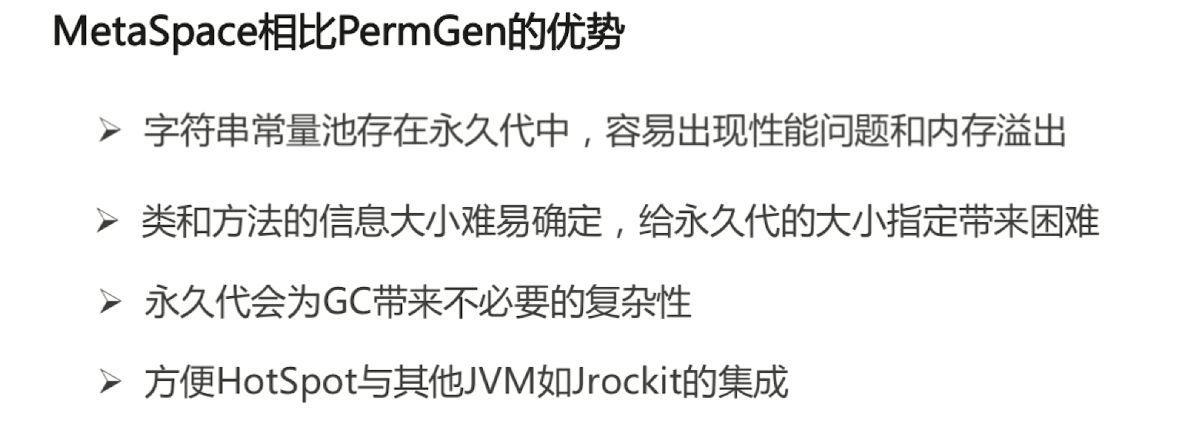 MetaSpace相比PermGen的优势
➢ 字符串常量池存在永久代中，容易出现性能问题和内存溢出
➢ 类和方法的信息大小难易确定，给永久代的大小指定带来困难
➢ 永久代会为GC带来不必要的复杂性
➢ 方便HotSpot与其他JVM如Jrockit的集成